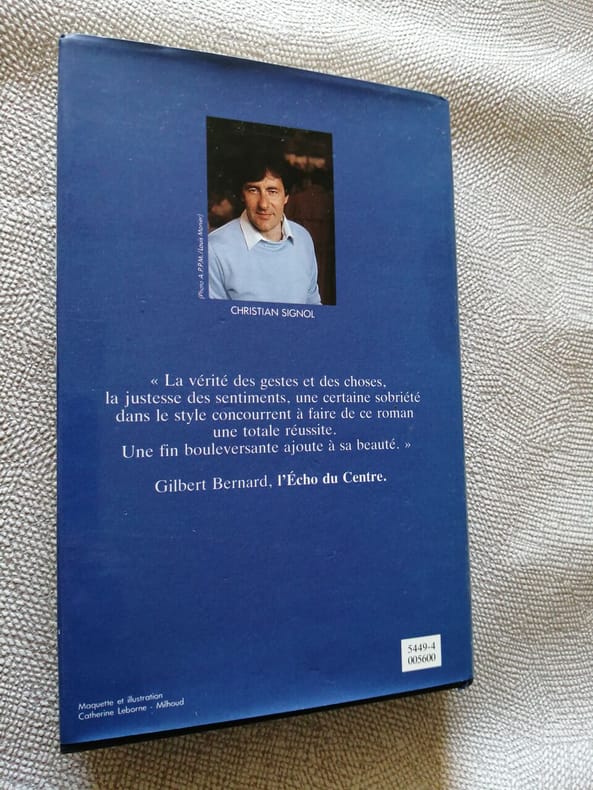 (Photo A.P.P.M./Louis Monier)
CHRISTIAN SIGNOL
« La vérité des gestes et des choses,
la justesse des sentiments, une certaine sobriété
dans le style concourrent à faire de ce roman
une totale réussite.
Une fin bouleversante ajoute à sa beauté. »
Gilbert Bernard, l'Écho du Centre.
5449-4
005600
Maquette et illustration
Catherine Leborne - Milhoud